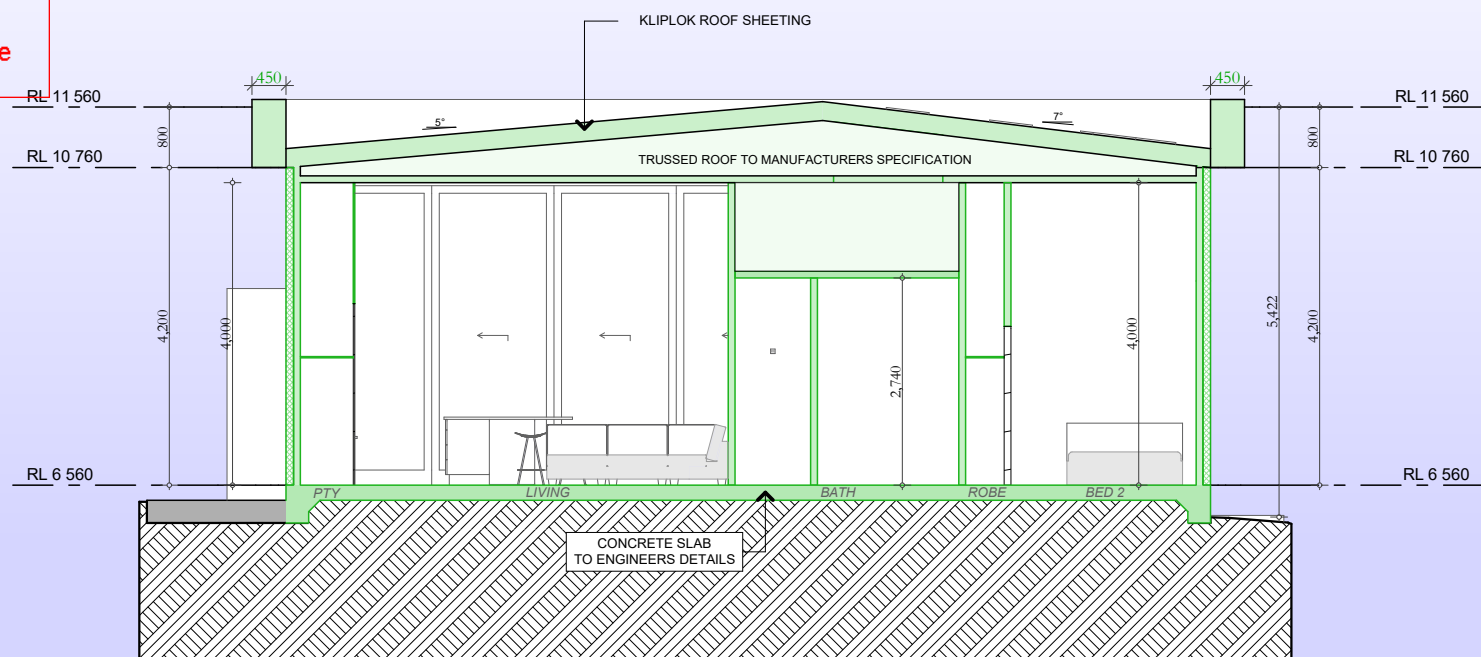 e
KLIPLOK ROOF SHEETING
450
450
RL 11 560
RL 11 560
5°
7°
800
800
RL 10 760
RL 10 760
TRUSSED ROOF TO MANUFACTURERS SPECIFICATION
4,200
4,000
2,740
4,000
5,422
4,200
RL 6 560
RL 6 560
PTY
LIVING
BATH
ROBE
BED 2
CONCRETE SLAB
TO ENGINEERS DETAILS